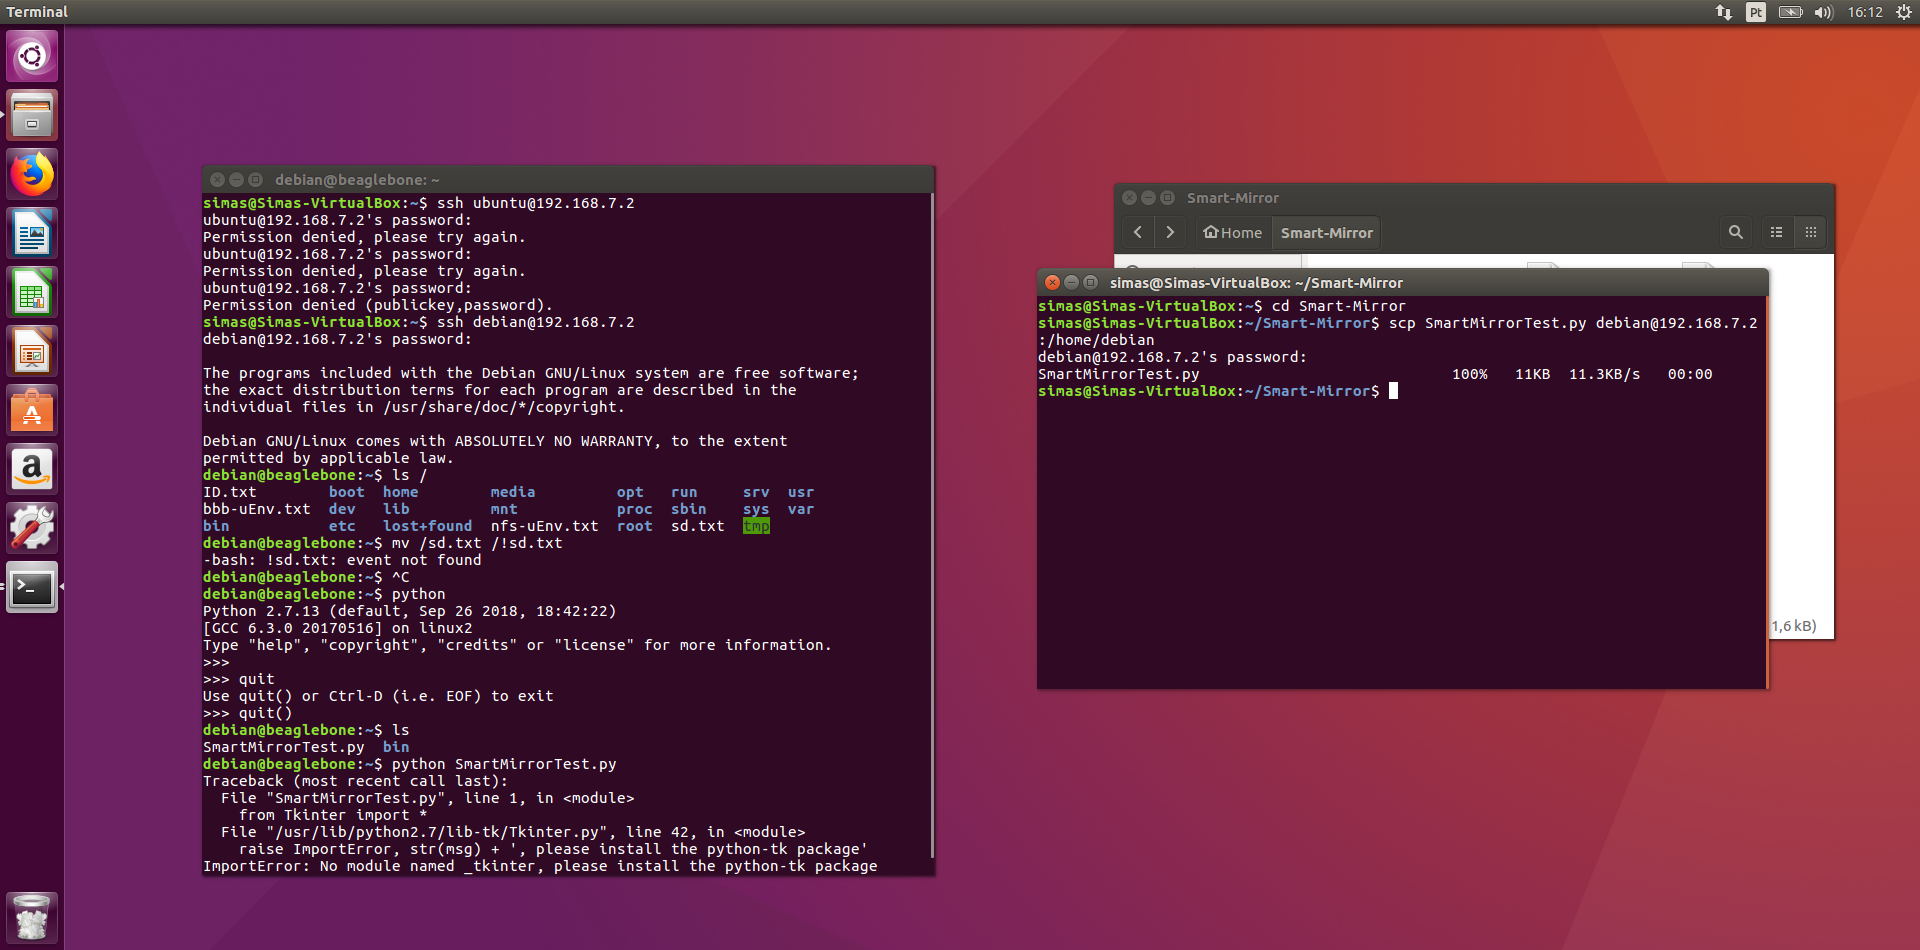 Terminal
Pt
16:12
debian@beaglebone: ~
simas@Simas-VirtualBox:~$ ssh ubuntu@192.168.7.2
ubuntu@192.168.7.2's password:
Permission denied, please try again.
ubuntu@192.168.7.2's password:
Permission denied, please try again.
ubuntu@192.168.7.2's password:
Permission denied (publickey,password).
simas@Simas-VirtualBox:~$ ssh debian@192.168.7.2
debian@192.168.7.2's password:
The programs included with the Debian GNU/Linux system are free software;
the exact distribution terms for each program are described in the
individual files in /usr/share/doc/*/copyright.
Debian GNU/Linux comes with ABSOLUTELY NO WARRANTY, to the extent
permitted by applicable law.
debian@beaglebone:~$ ls /
ID.txt boot home media opt run srv usr
bbb-uEnv.txt dev lib mnt proc sbin sys var
bin etc lost+found nfs-uEnv.txt root sd.txt tmp
debian@beaglebone:~$ mv /sd.txt /!sd.txt
-bash: !sd.txt: event not found
debian@beaglebone:~$ ^C
debian@beaglebone:~$ python
Python 2.7.13 (default, Sep 26 2018, 18:42:22)
[GCC 6.3.0 20170516] on linux2
Type "help", "copyright", "credits" or "license" for more information.
>>>
>>> quit
Use quit() or Ctrl-D (i.e. EOF) to exit
>>> quit()
debian@beaglebone:~$ ls
SmartMirrorTest.py bin
debian@beaglebone:~$ python SmartMirrorTest.py
Traceback (most recent call last):
File "SmartMirrorTest.py", line 1, in <module>
from Tkinter import *
File "/usr/lib/python2.7/lib-tk/Tkinter.py", line 42, in <module>
raise ImportError, str(msg) + ', please install the python-tk package'
ImportError: No module named _tkinter, please install the python-tk package
Smart-Mirror
Home
Smart-Mirror
simas@Simas-VirtualBox: ~/Smart-Mirror
simas@Simas-VirtualBox:~$ cd Smart-Mirror
simas@Simas-VirtualBox:~/Smart-Mirror$ scp SmartMirrorTest.py debian@192.168.7.2
:/home/debian
debian@192.168.7.2's password:
SmartMirrorTest.py 100% 11KB 11.3KB/s 00:00
simas@Simas-VirtualBox:~/Smart-Mirror$
1,6 kB)